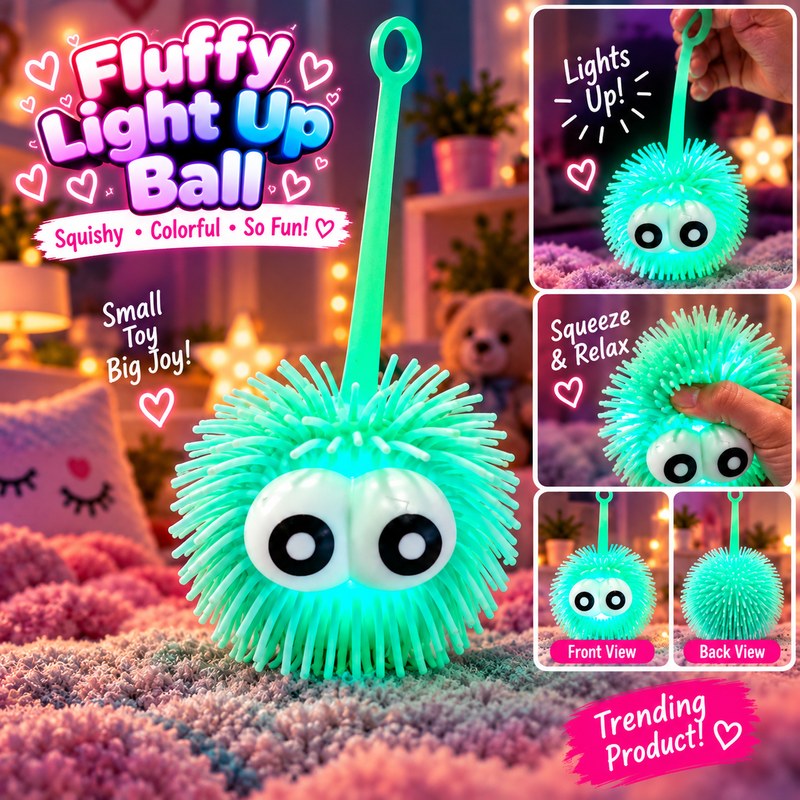 Fluffy
Light Up
Ball
Squishy • Colorful • So Fun!
Small
Toy
Big Joy!
Lights
Up!
Squeeze
& Relax
Front View
Back View
Trending
Product!